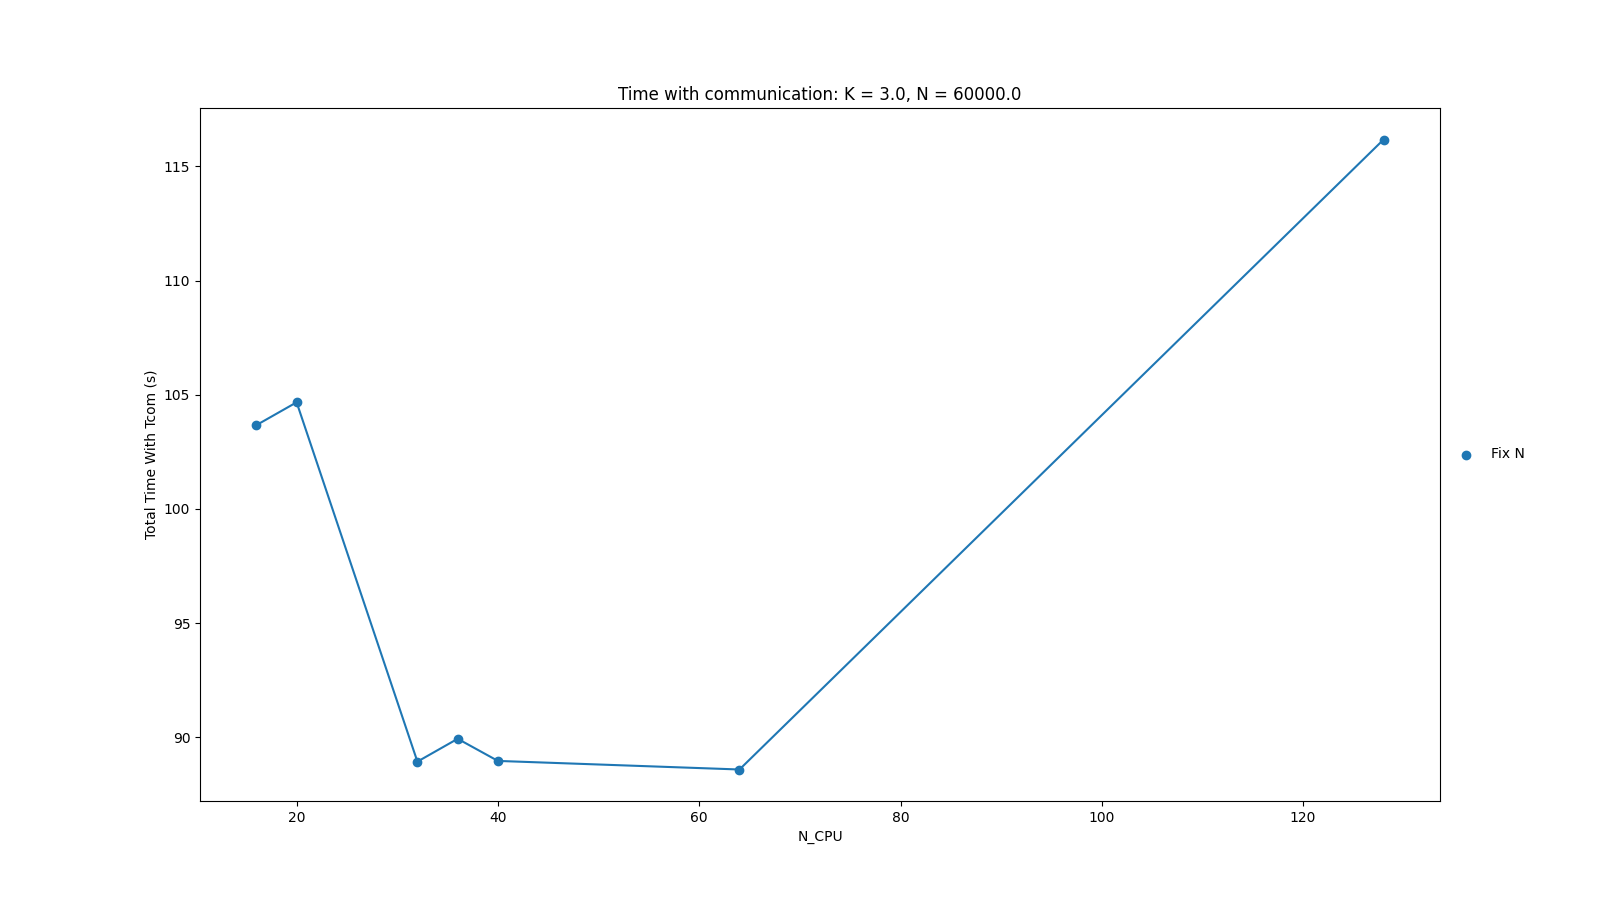 Time with communication: K = 3.0, N = 60000.0
115
110
105
100
95
90
Total Time With Tcom (s)
Fix N
20 40 60 80 100 120
N_CPU